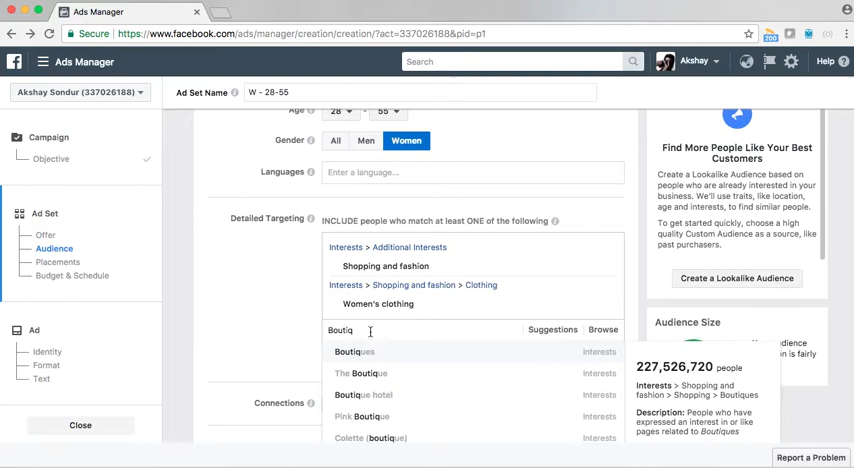 Ads Manager
Secure https://www.facebook.com/ads/manager/creation/creation/?act=337026188&pid=p1
200
Ads Manager
Search
Akshay
Help
Akshay Sondur (337026188)
Ad Set Name
W - 28-55
Campaign
Objective
Ad Set
Offer
Audience
Placements
Budget & Schedule
Ad
Identity
Format
Text
Close
Age
28 - 55
Gender
All Men Women
Languages
Enter a language...
Detailed Targeting
INCLUDE people who match at least ONE of the following
Interests > Additional Interests
Shopping and fashion
Interests > Shopping and fashion > Clothing
Women's clothing
Boutiq
Suggestions Browse
Boutiques Interests
The Boutique Interests
Boutique hotel Interests
Pink Boutique Interests
Colette (boutique) Interests
Connections
Find More People Like Your Best
Customers
Create a Lookalike Audience based on
people who are already interested in your
business. We'll use traits, like location,
age and interests, to find similar people.
To get started quickly, choose a high
quality Custom Audience as a source, like
past purchasers.
Create a Lookalike Audience
Audience Size
audience
n is fairly
227,526,720 people
Interests > Shopping and
fashion > Shopping > Boutiques
Description: People who have
expressed an interest in or like
pages related to Boutiques
Report a Problem